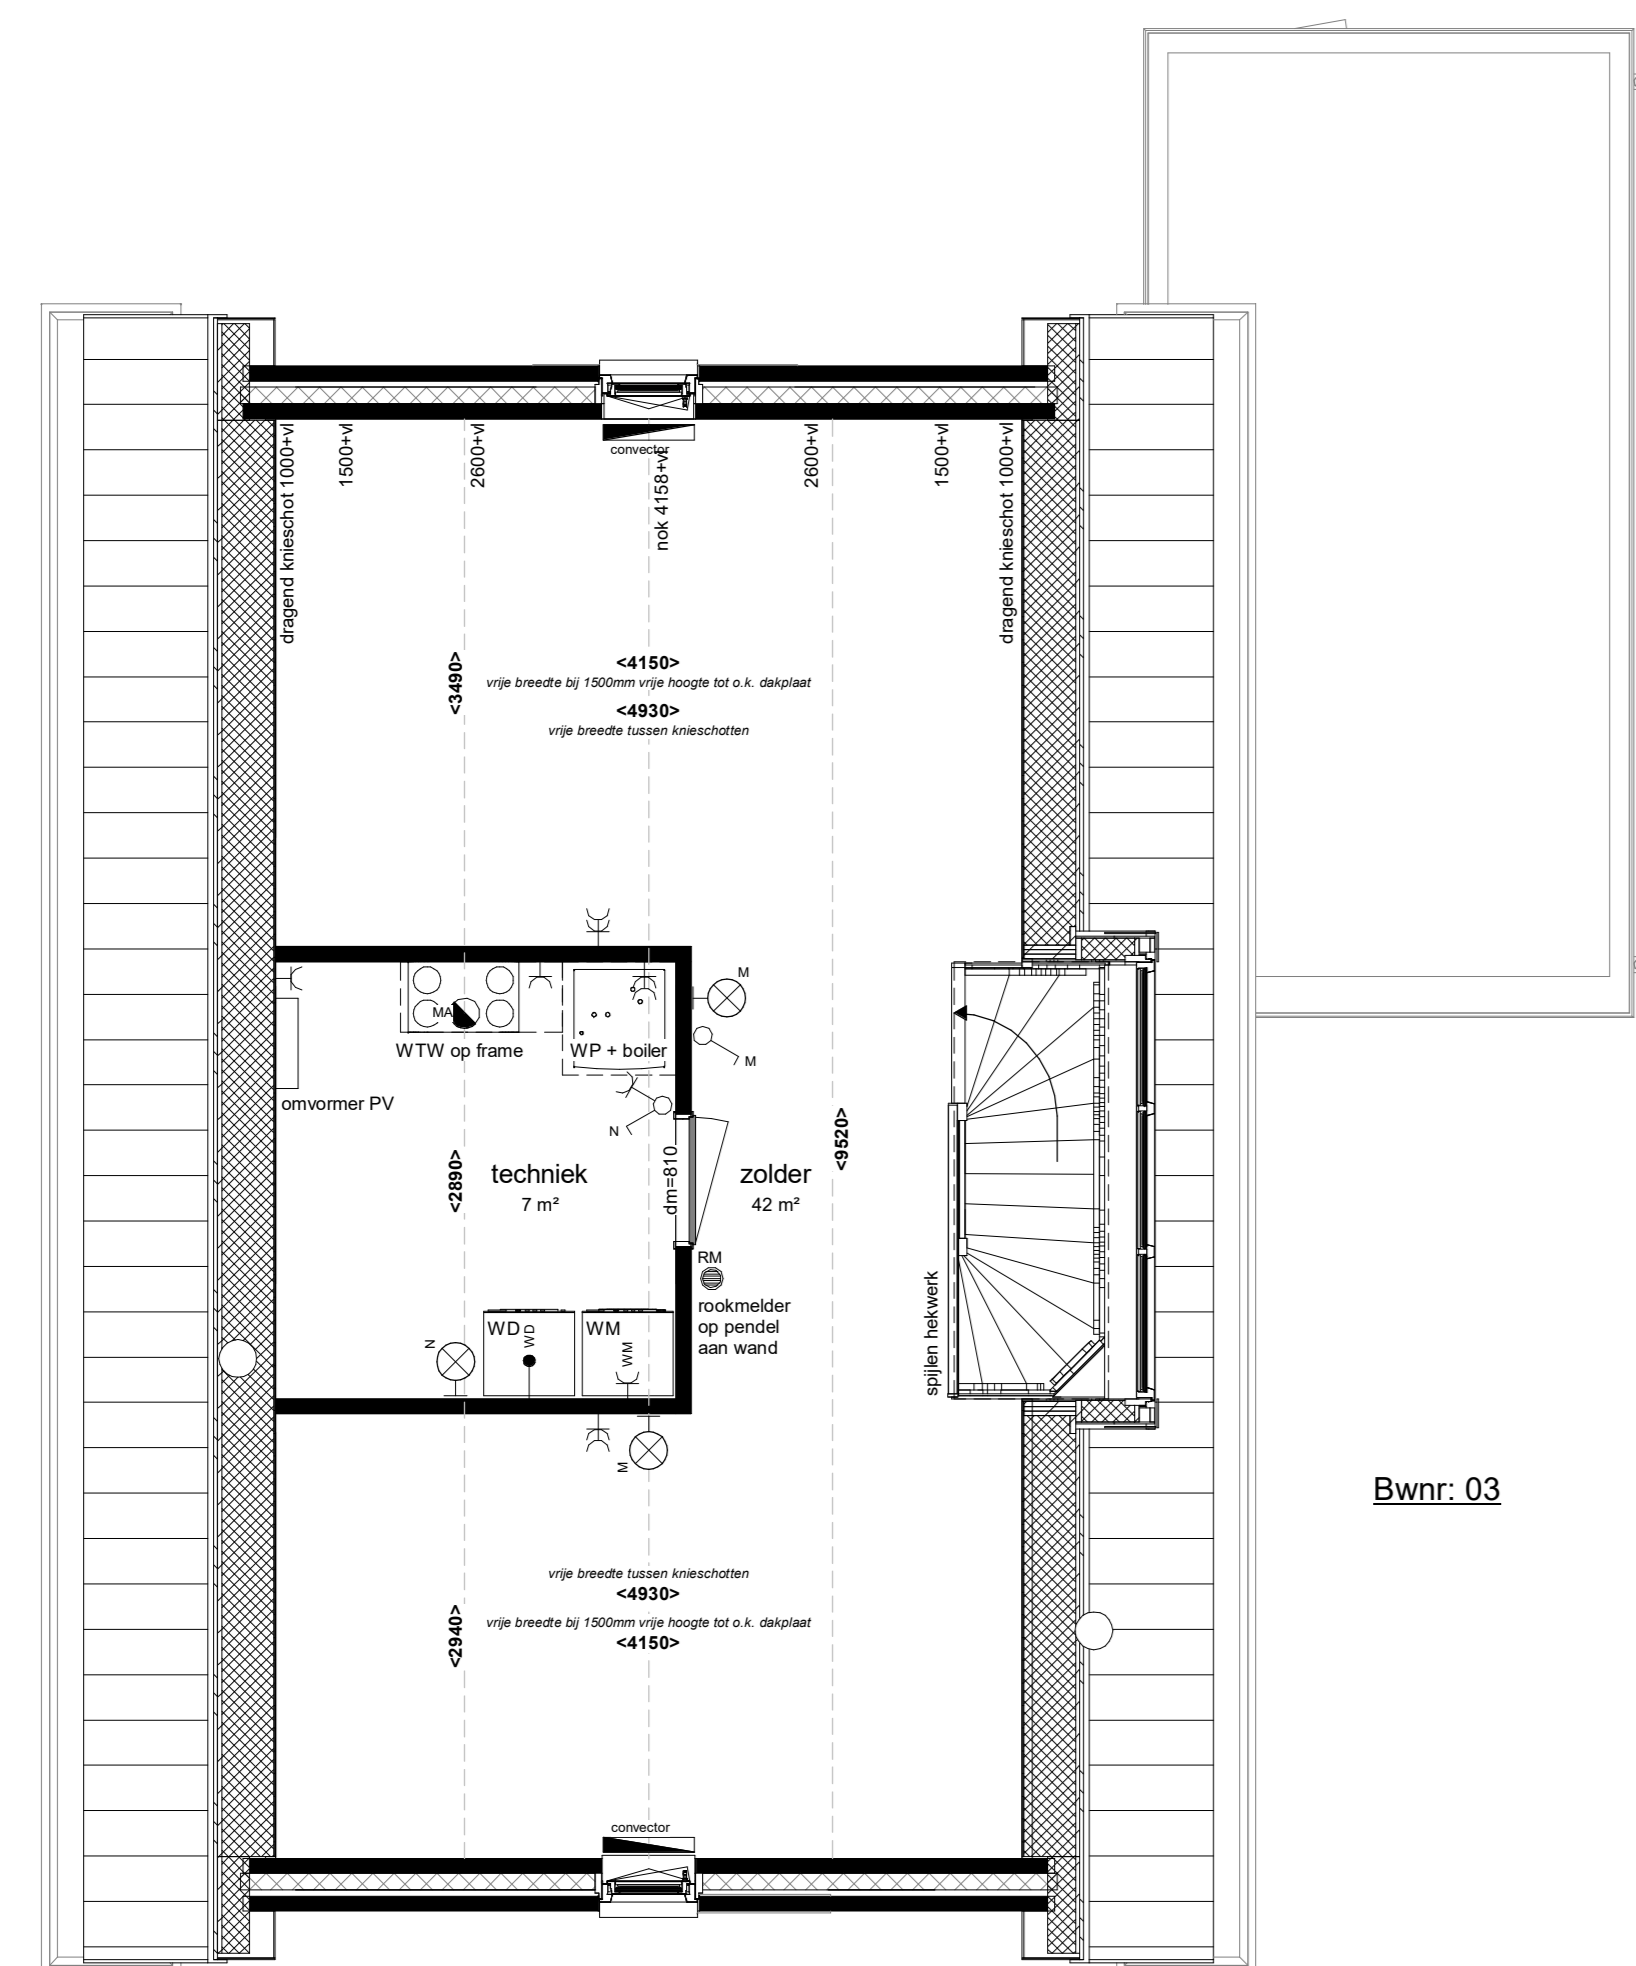 convector
dragend knieschot 1000+vl
1500+vl
2600+vl
nok 4158+vl
2600+vl
1500+vl
dragend knieschot 1000+vl
<3490>
<4150>
vrije breedte bij 1500mm vrije hoogte tot o.k. dakplaat
<4930>
vrije breedte tussen knieschotten
M
MA
WTW op frame
WP + boiler
M
omvormer PV
N
<2890>
techniek
7 m²
dm=810
zolder
42 m²
<9520>
RM
rookmelder
op pendel
aan wand
spijlen hekwerk
N
WD
WD
WM
WM
M
Bwnr: 03
vrije breedte tussen knieschotten
<4930>
vrije breedte bij 1500mm vrije hoogte tot o.k. dakplaat
<4150>
<2940>
convector